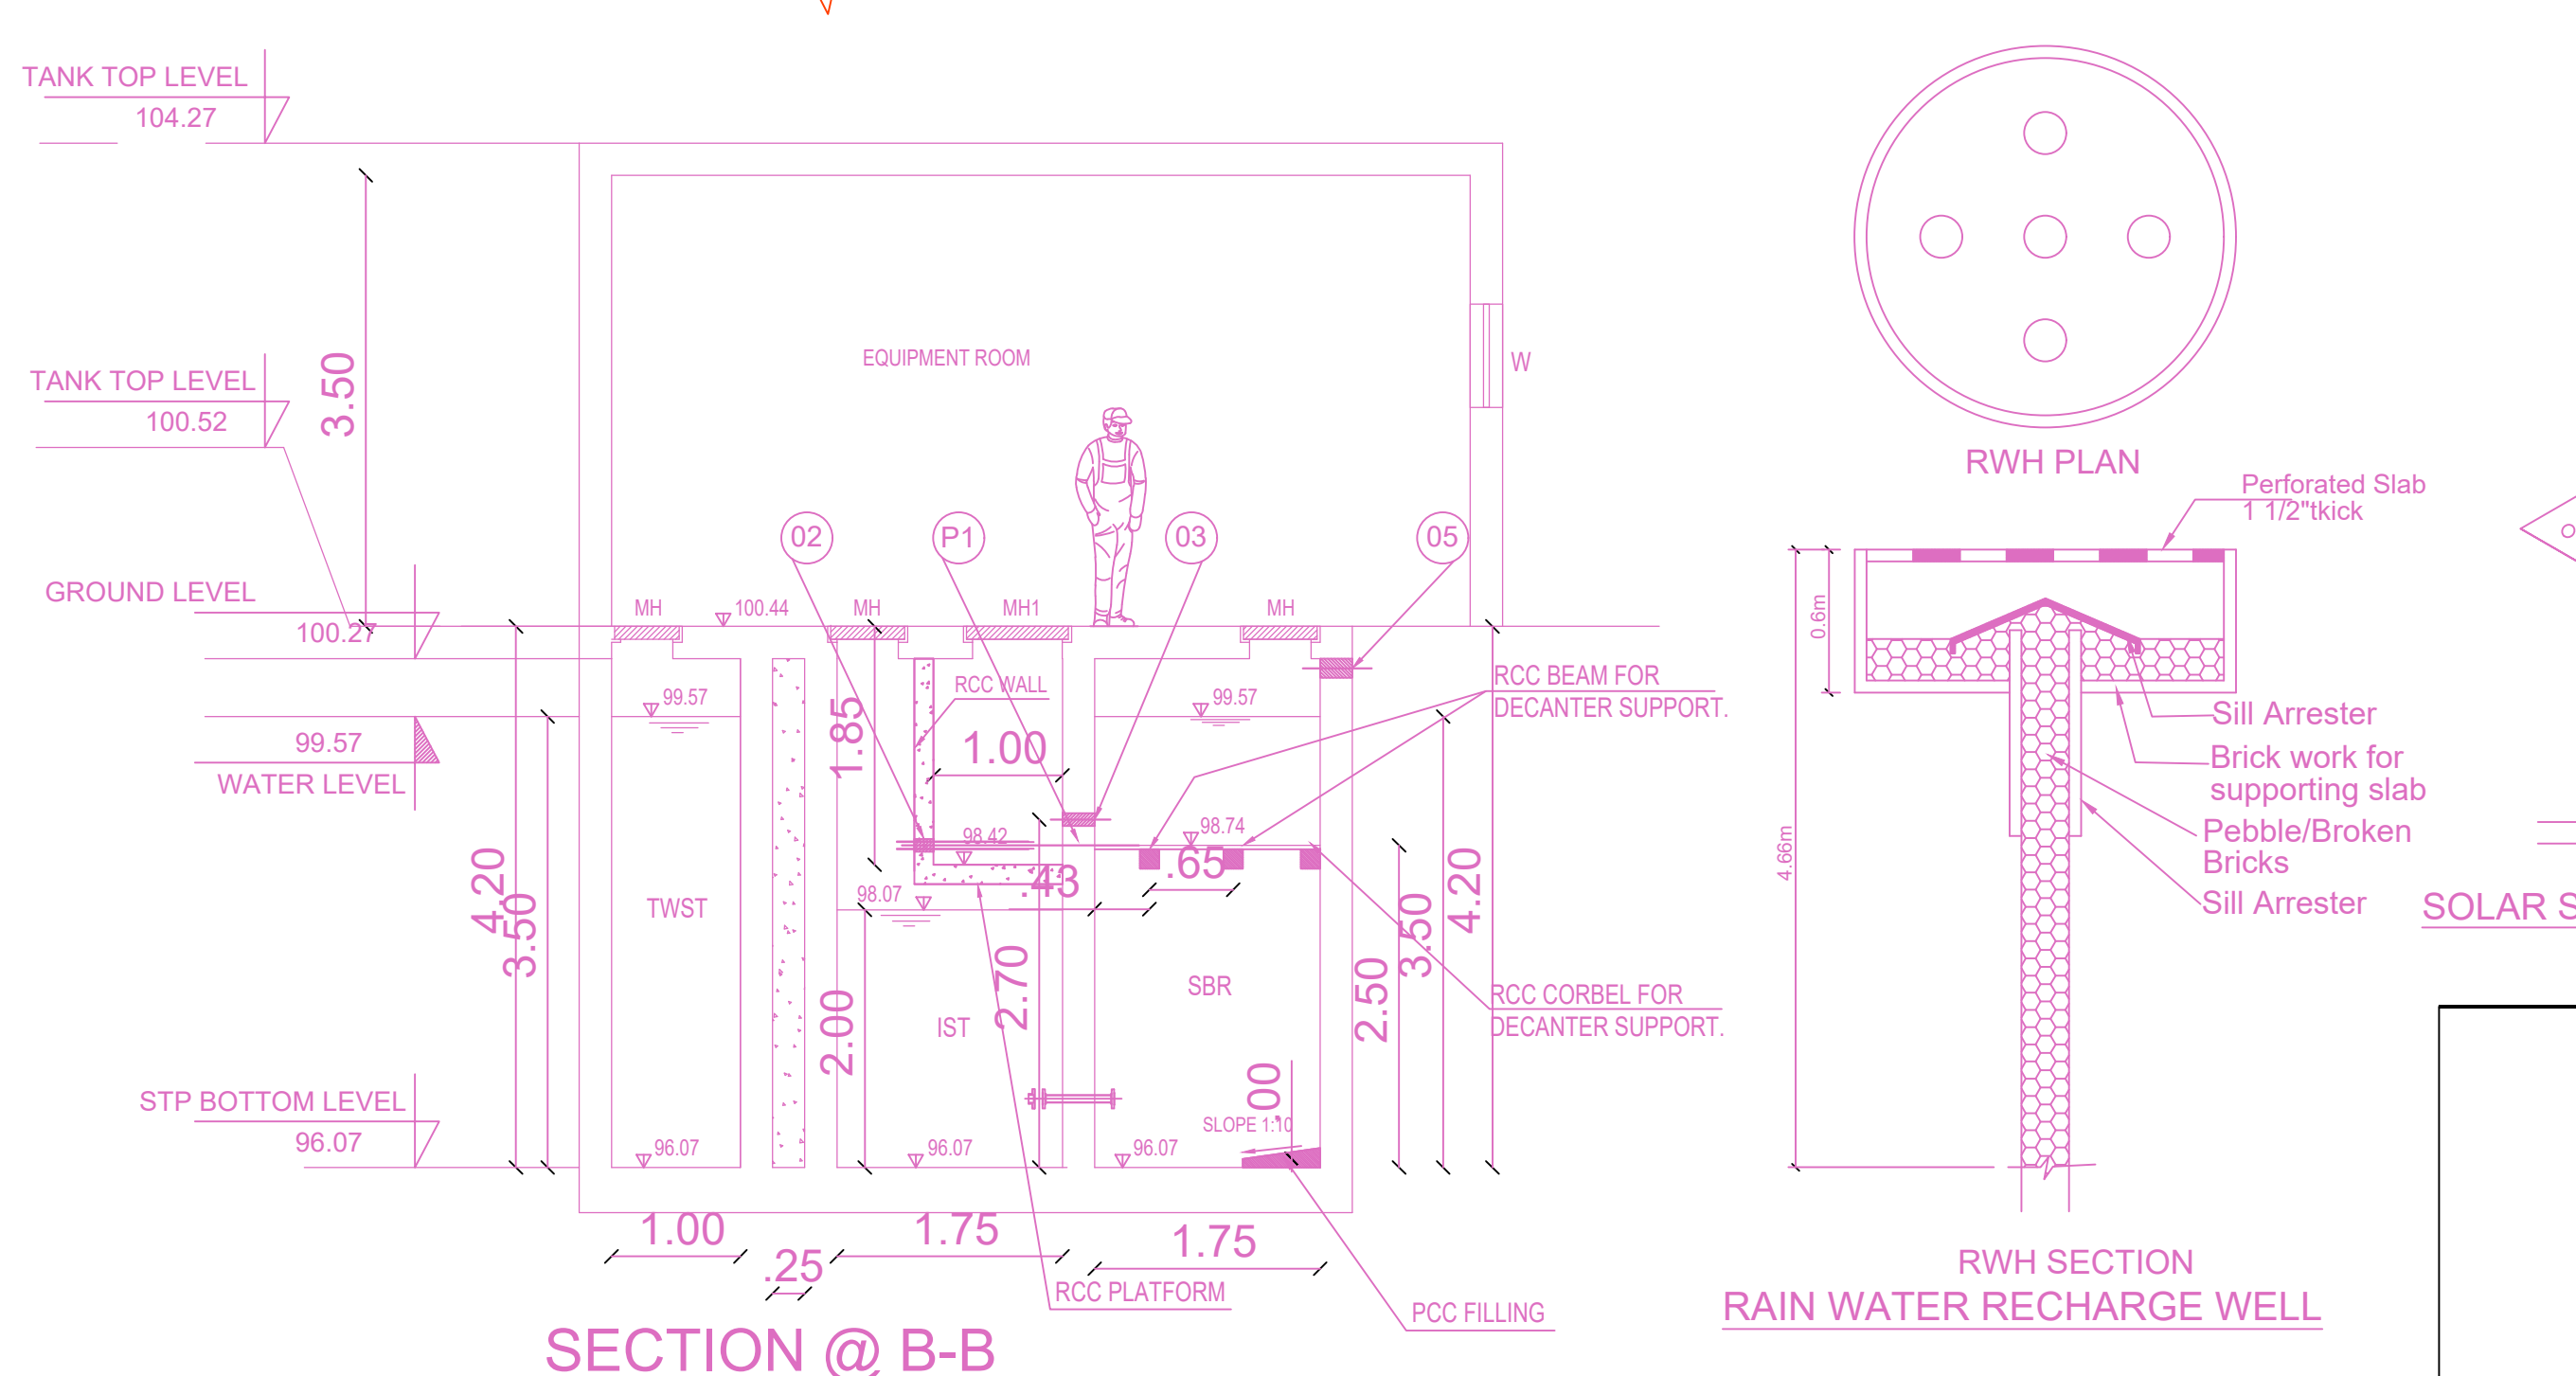 TANK TOP LEVEL
104.27
TANK TOP LEVEL
100.52
3.50
GROUND LEVEL
100.27
99.57
WATER LEVEL
STP BOTTOM LEVEL
96.07
EQUIPMENT ROOM
W
02
P1
03
05
MH
100.44
MH
MH1
MH
99.57
RCC WALL
99.57
1.85
1.00
98.42
98.74
.43
.65
98.07
4.20
3.50
TWST
2.00
IST
2.70
SBR
2.50
3.50
4.20
.00
SLOPE 1:10
96.07
96.07
96.07
RCC BEAM FOR
DECANTER SUPPORT.
RCC CORBEL FOR
DECANTER SUPPORT.
1.00
.25
1.75
1.75
RCC PLATFORM
PCC FILLING
SECTION @ B-B
RWH PLAN
Perforated Slab
1 1/2"tkick
0.6m
4.66m
Sill Arrester
Brick work for
supporting slab
Pebble/Broken
Bricks
Sill Arrester
RWH SECTION
RAIN WATER RECHARGE WELL
SOLAR S